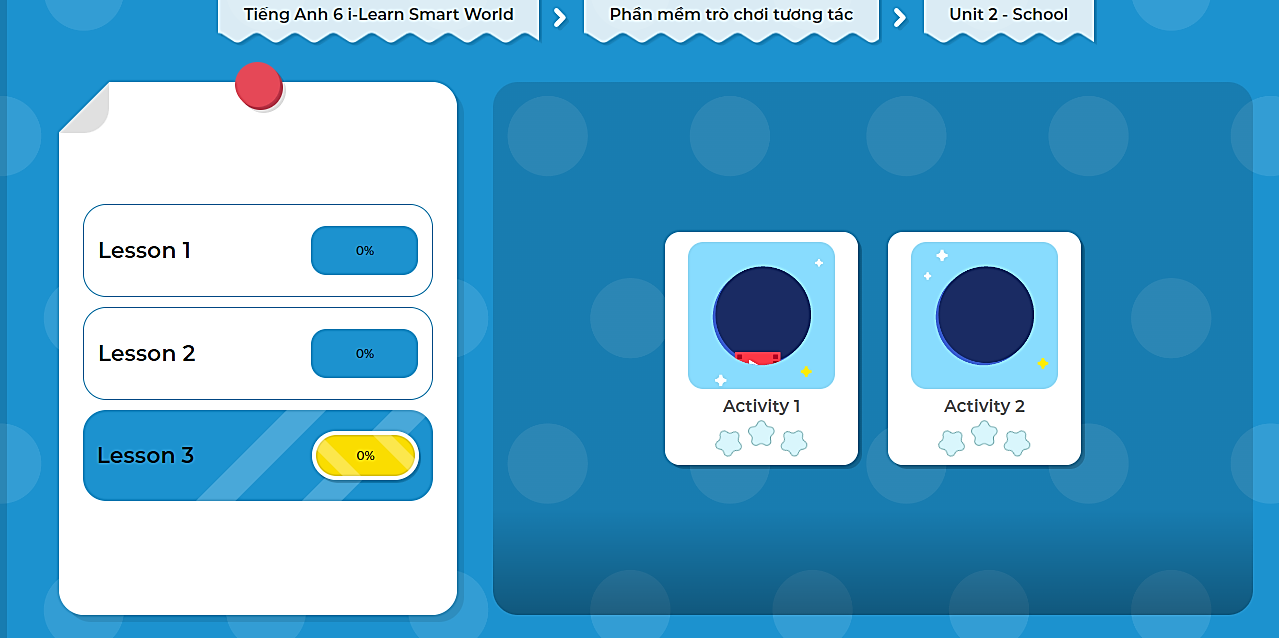 Tiếng Anh 6 i-Learn Smart World
Phần mềm trò chơi tương tác
Unit 2 - School
Lesson 1
0%
Lesson 2
0%
Lesson 3
0%
Activity 1
Activity 2